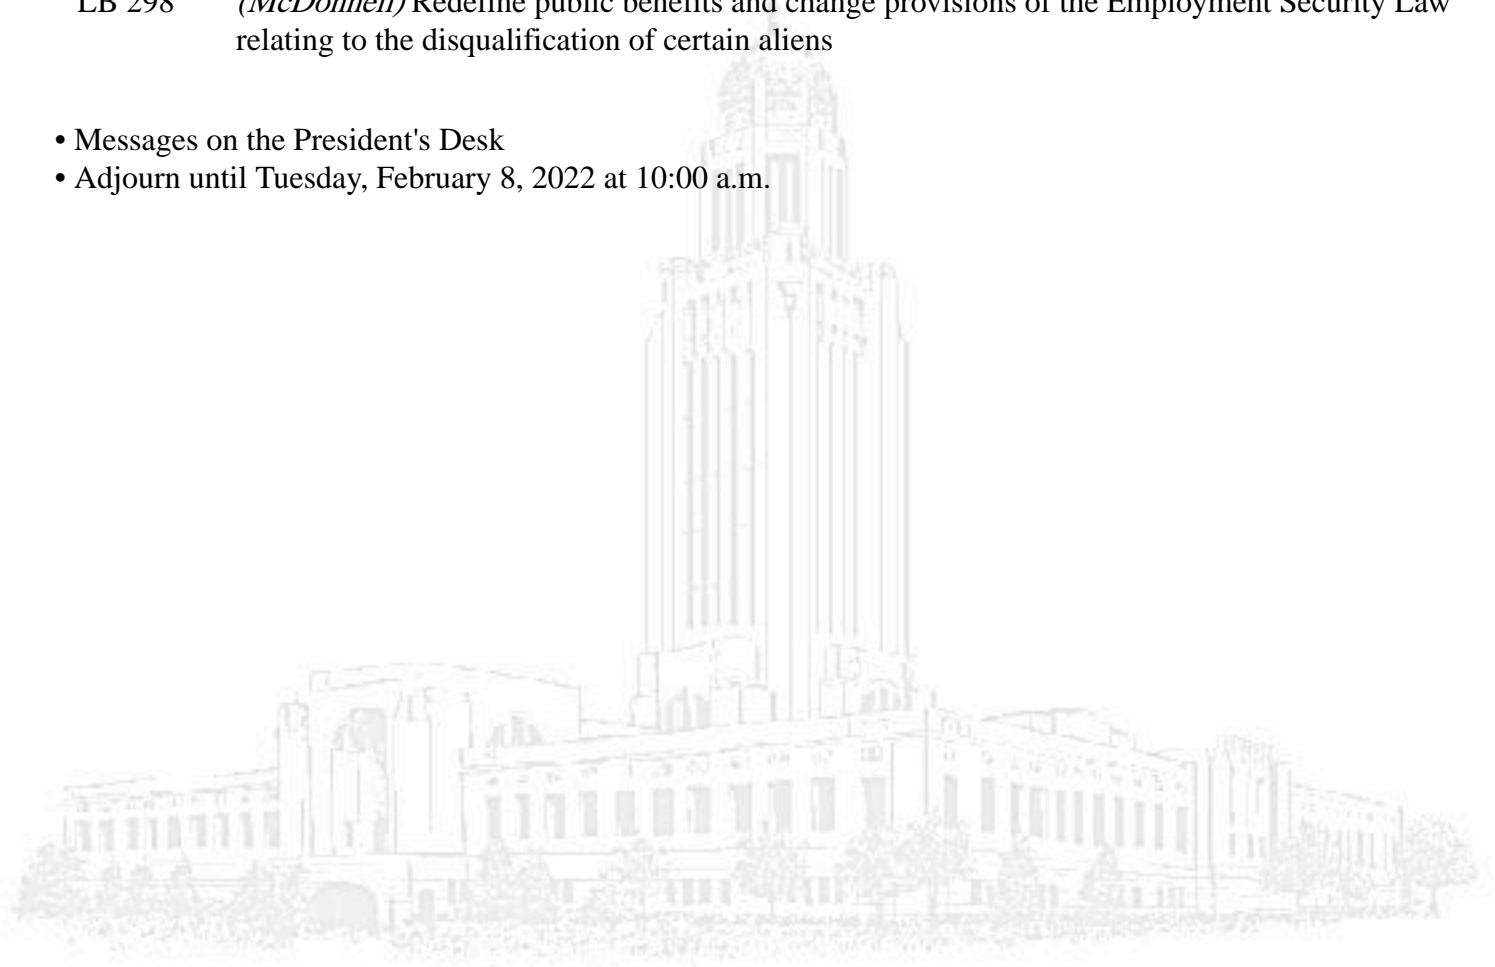 LB 298 (McDonnell) Redefine public benefits and change provisions of the Employment Security Law
relating to the disqualification of certain aliens
• Messages on the President's Desk
• Adjourn until Tuesday, February 8, 2022 at 10:00 a.m.